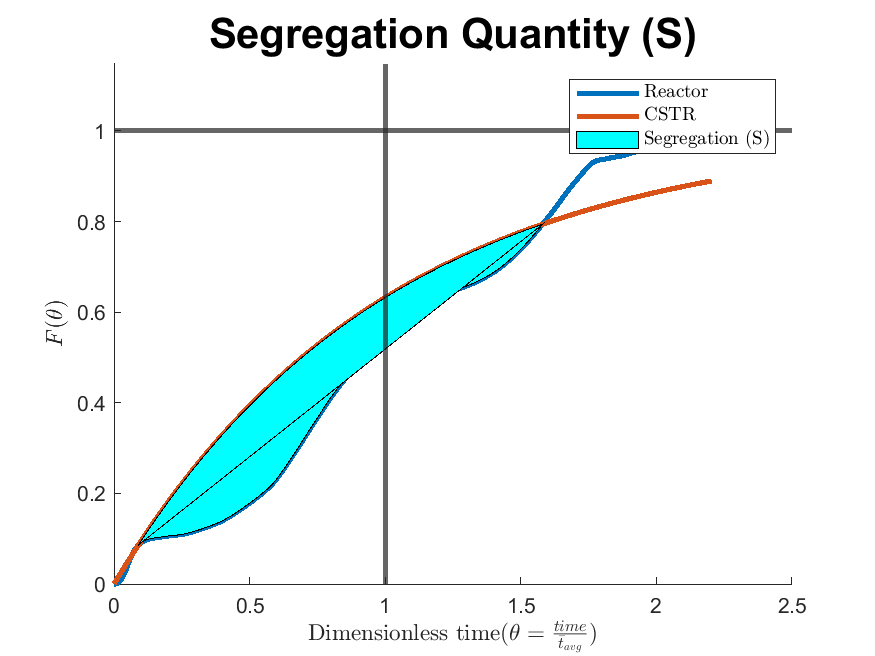 Segregation Quantity (S)
Reactor
CSTR
Segregation (S)
1
0.8
0.6
0.4
0.2
0
F(θ)
0 0.5 1 1.5 2 2.5
Dimensionless time(θ = time/t_avg)